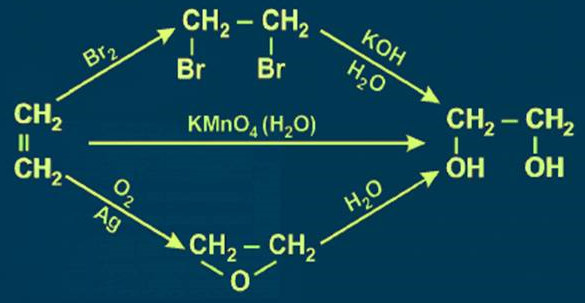 CH₂ – CH₂
Br Br
Br₂
KOH
H₂O
CH₂
=
CH₂
KMnO₄ (H₂O)
CH₂ – CH₂
OH OH
O₂
Ag
H₂O
CH₂ – CH₂
O